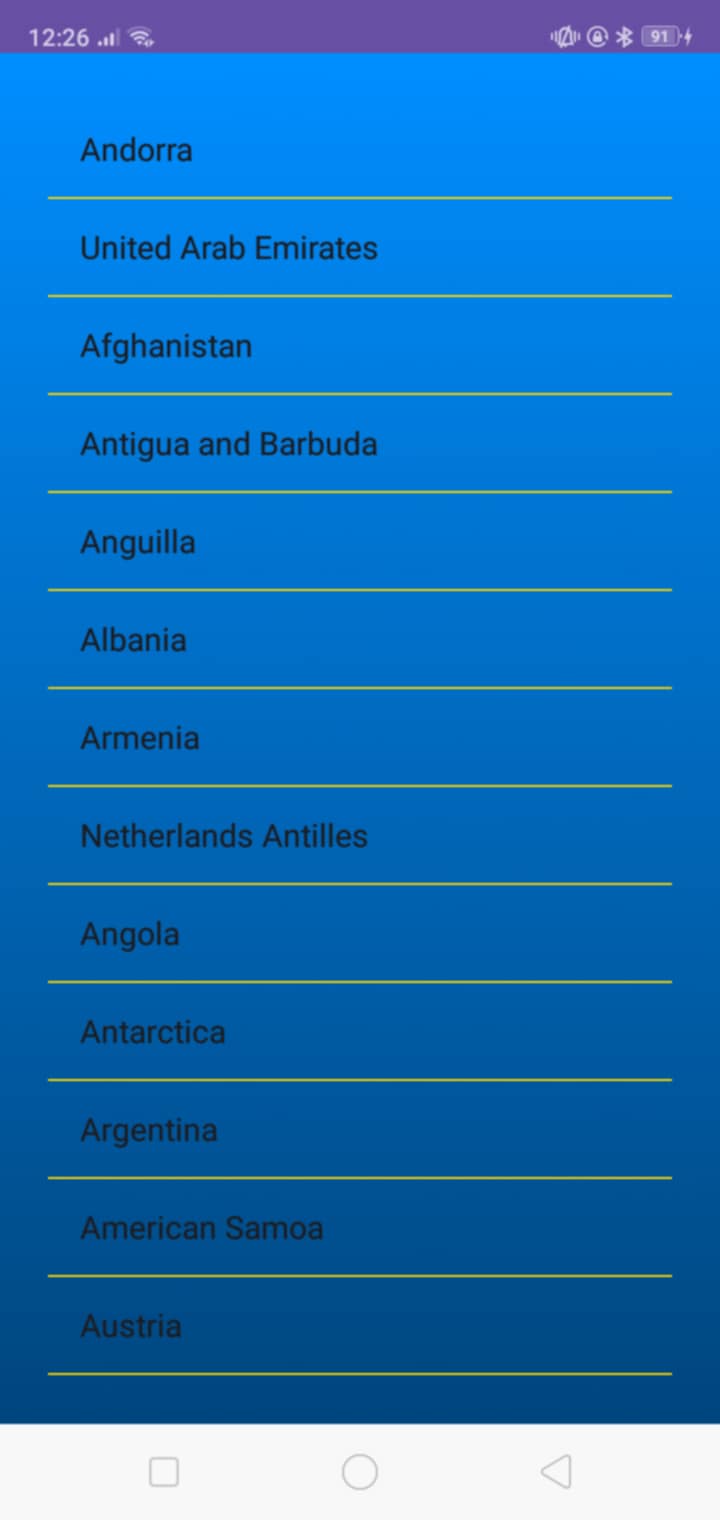 12:26
91
Andorra
United Arab Emirates
Afghanistan
Antigua and Barbuda
Anguilla
Albania
Armenia
Netherlands Antilles
Angola
Antarctica
Argentina
American Samoa
Austria